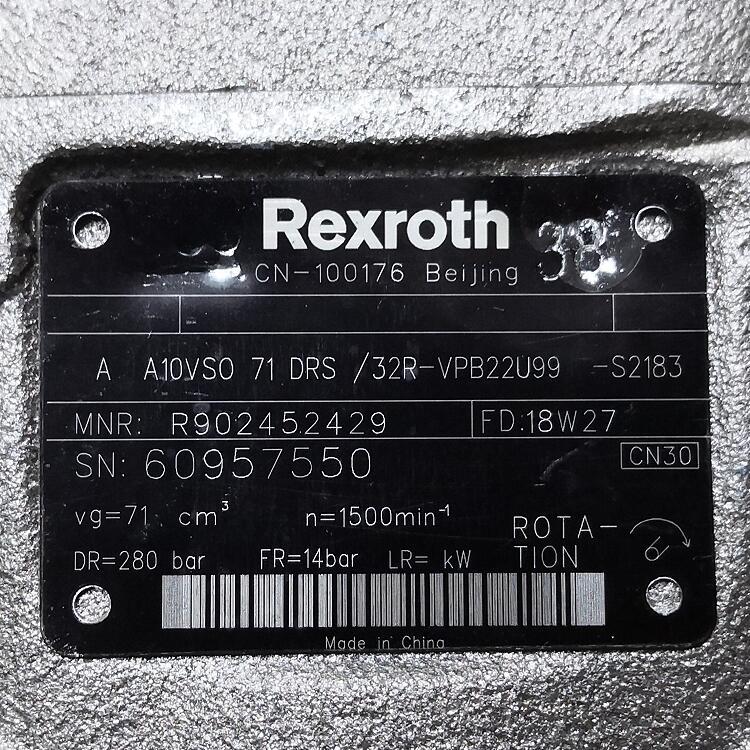 Rexroth
38
CN-100176 Beijing
A A10VSO 71 DRS /32R-VPB22U99 -S2183
MNR: R902452429 FD:18W27
SN: 60957550 CN30
vg=71 cm³ n=1500min⁻¹
DR=280 bar FR=14bar LR= kW
ROTA-
TION
Made in China